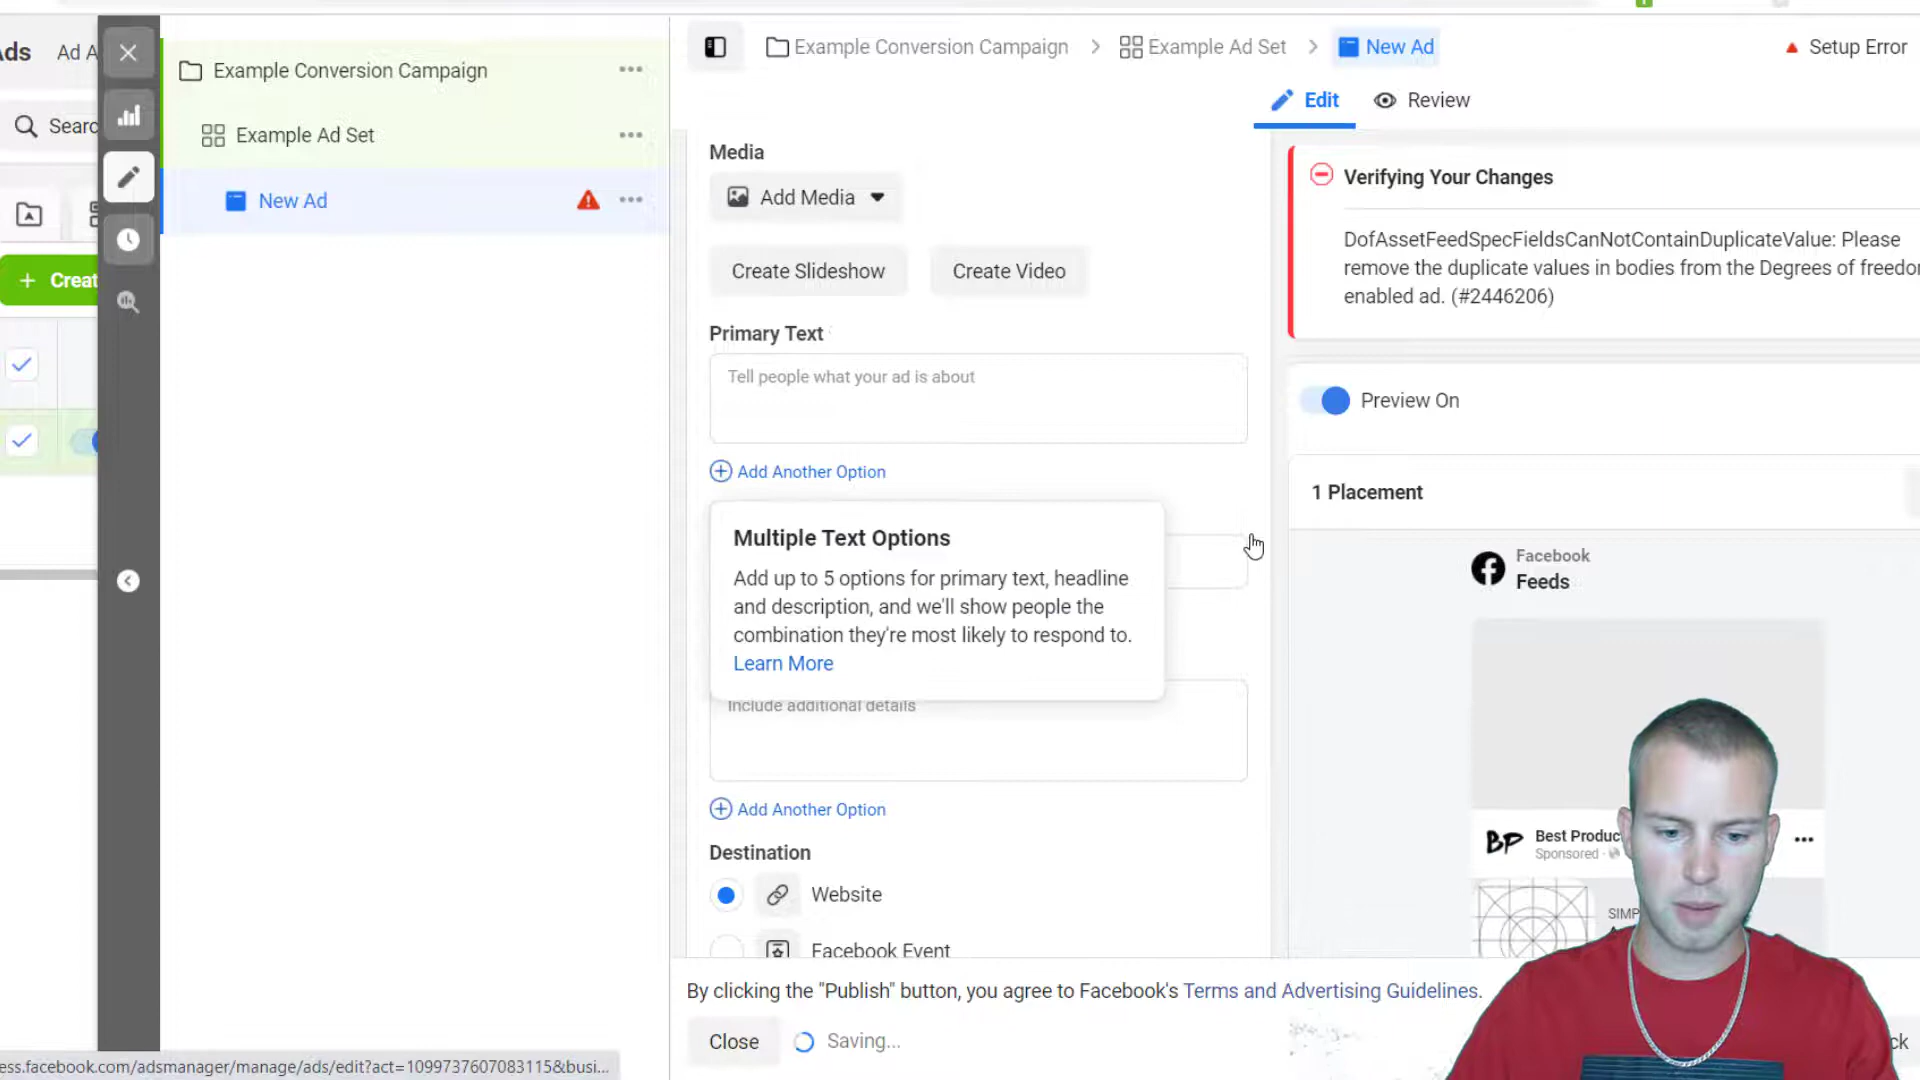 ds
Ad A
Searc
+ Creat
Example Conversion Campaign
Example Ad Set
New Ad
Example Conversion Campaign > Example Ad Set > New Ad
Setup Error
Edit
Review
Media
Add Media
Create Slideshow
Create Video
Primary Text
Tell people what your ad is about
Add Another Option
Multiple Text Options
Add up to 5 options for primary text, headline
and description, and we'll show people the
combination they're most likely to respond to.
Learn More
Include additional details
Add Another Option
Destination
Website
Facebook Event
Verifying Your Changes
DofAssetFeedSpecFieldsCanNotContainDuplicateValue: Please
remove the duplicate values in bodies from the Degrees of freedo
enabled ad. (#2446206)
Preview On
1 Placement
Facebook
Feeds
BP
Best Produc
Sponsored ·
SIMP
By clicking the "Publish" button, you agree to Facebook's Terms and Advertising Guidelines.
Close
Saving...
ck
ess.facebook.com/adsmanager/manage/ads/edit?act=1099737607083115&busi...